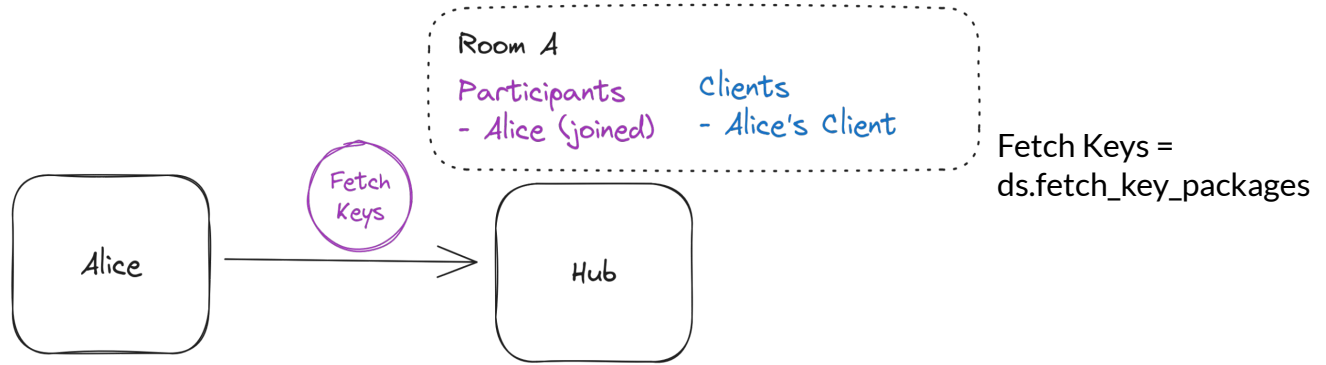 Room A
Participants
- Alice (joined)
Clients
- Alice's Client
Fetch Keys =
ds.fetch_key_packages
Fetch
Keys
Alice
Hub